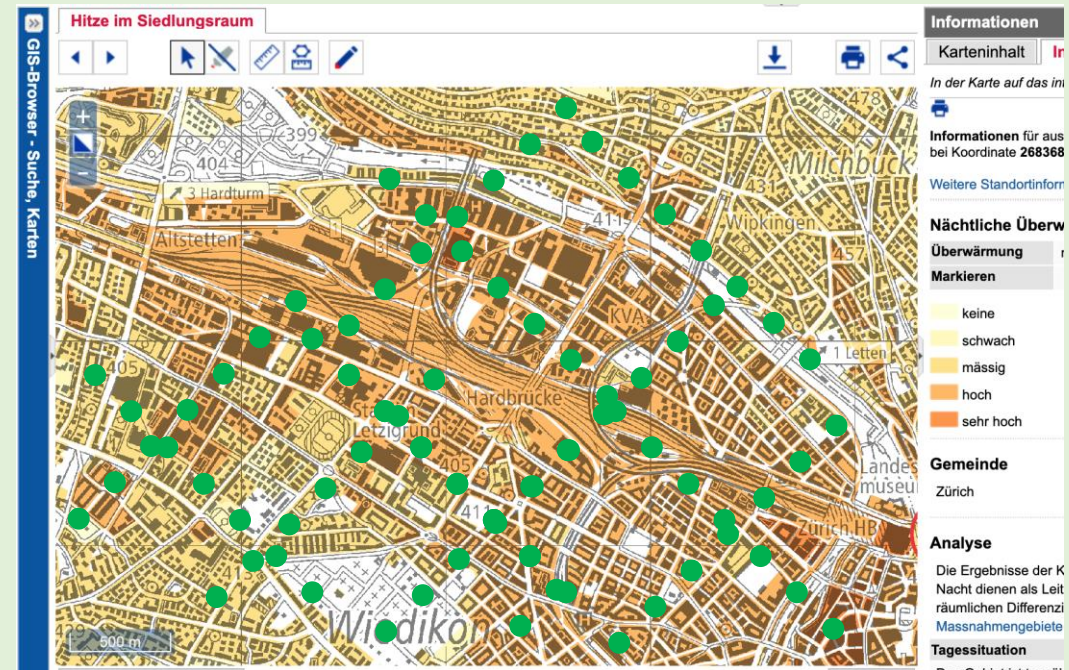 Hitze im Siedlungsraum
GIS-Browser - Suche, Karten
Informationen
Karteninhalt
In der Karte auf das in
Informationen für aus
bei Koordinate 268368
Weitere Standortinforn
Nächtliche Überw
Überwärmung
Markieren
keine
schwach
mässig
hoch
sehr hoch
Gemeinde
Zürich
Analyse
Die Ergebnisse der K
Nacht dienen als Leit
räumlichen Differenzi
Massnahmengebiete
Tagessituation
399
478
404
Milchbuck
431
3 Hardturm
411
Wipkingen
Altstetten
457
KVA
1 Letten
405
Hardbrücke
Letzigrund
405
Landes
museu
411
Zürich HB
Wiedikon
500 m